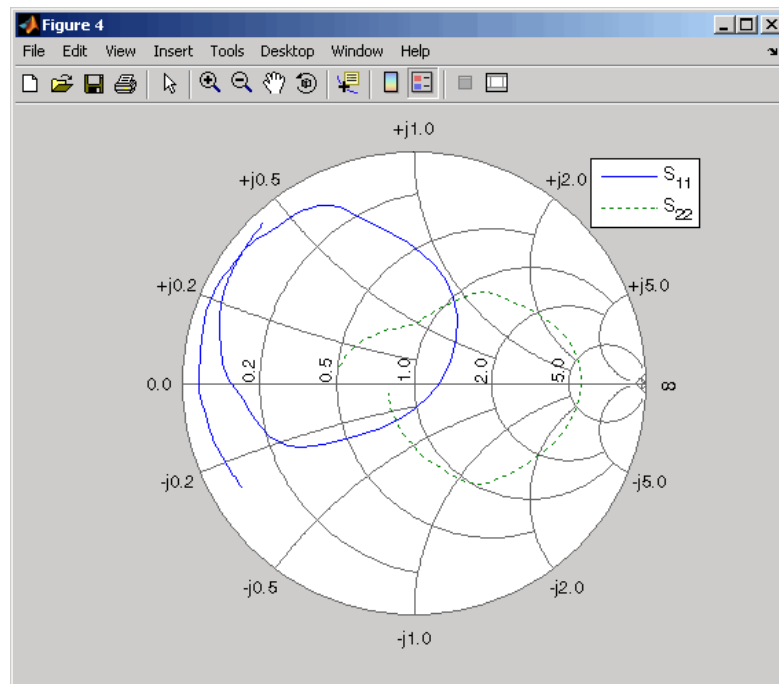 Figure 4
File Edit View Insert Tools Desktop Window Help
+j1.0
+j0.5
+j2.0
S11
S22
+j0.2
+j5.0
0.0
0.2
0.5
1.0
2.0
5.0
∞
-j0.2
-j5.0
-j0.5
-j2.0
-j1.0